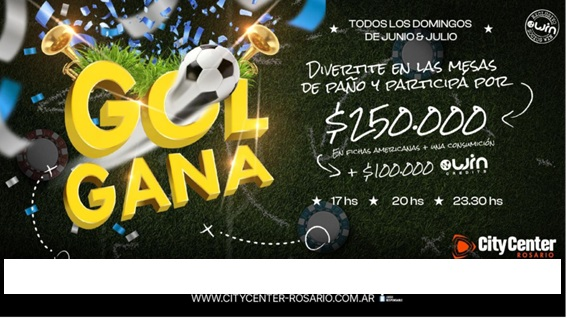 TODOS LOS DOMINGOS
DE JUNIO & JULIO
win
GOL
GANA
DIVERTITE EN LAS MESAS
DE PAÑO Y PARTICIPÁ POR
$250.000
EN FICHAS AMERICANAS + UNA CONSUMICIÓN
+ $100.000 win
CREDITS
17 hs
20 hs
23.30 hs
CityCenter
ROSARIO
WWW.CITYCENTER-ROSARIO.COM.AR